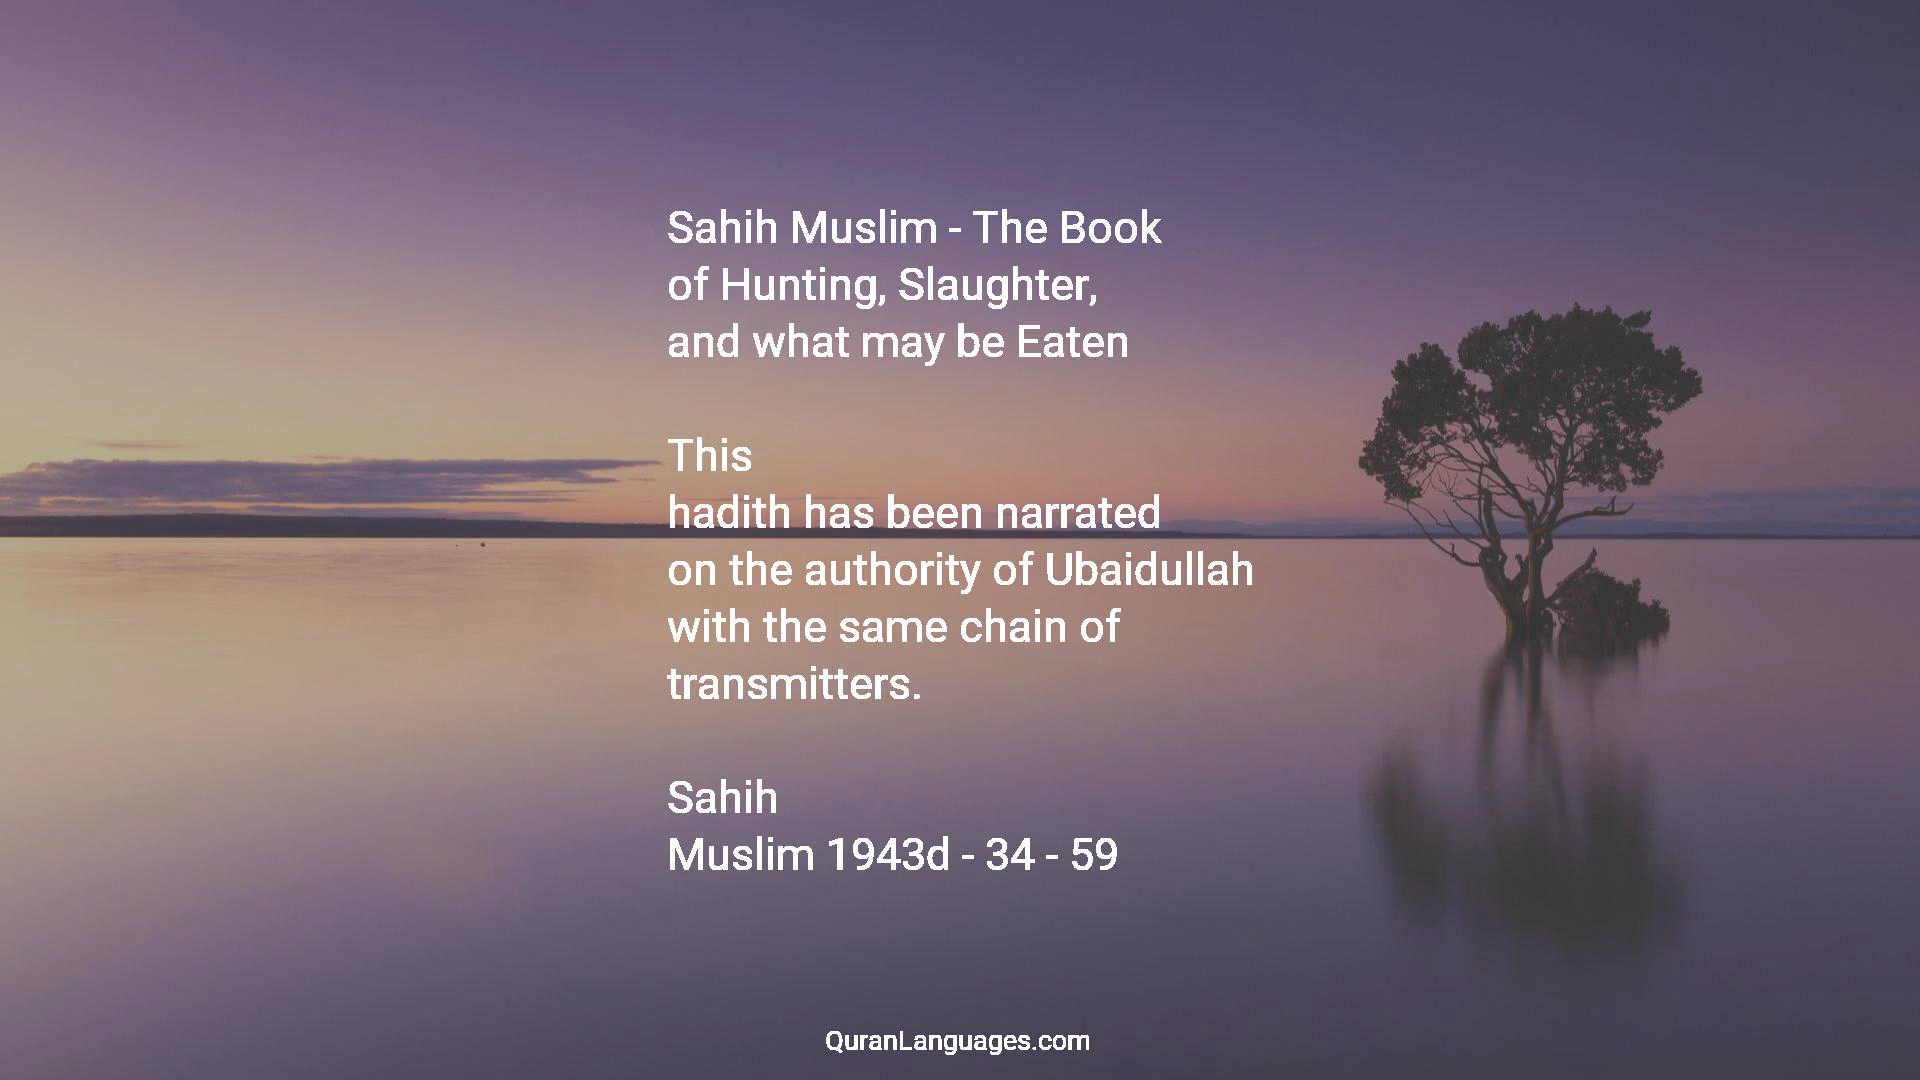 Sahih Muslim - The Book
of Hunting, Slaughter,
and what may be Eaten
This
hadith has been narrated
on the authority of Ubaidullah
with the same chain of
transmitters.
Sahih
Muslim 1943d - 34 - 59
QuranLanguages.com